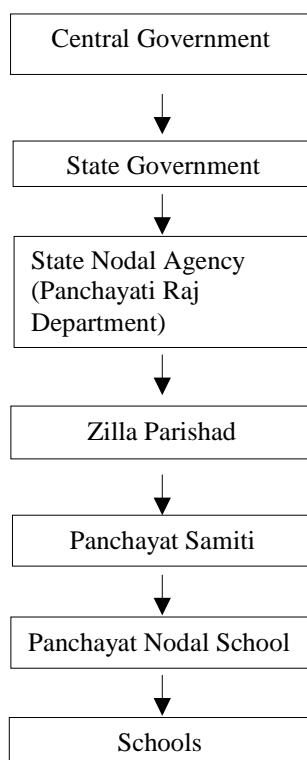 Central Government
State Government
State Nodal Agency
(Panchayati Raj
Department)
Zilla Parishad
Panchayat Samiti
Panchayat Nodal School
Schools